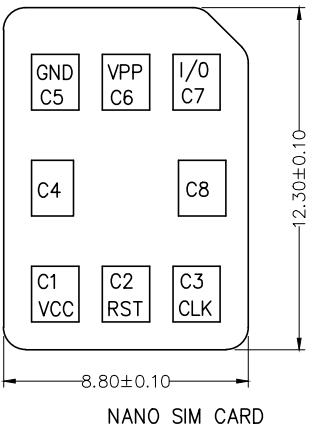 GND VPP I/O
C5 C6 C7
C4 C8
C1 C2 C3
VCC RST CLK
12.30±0.10
8.80±0.10
NANO SIM CARD